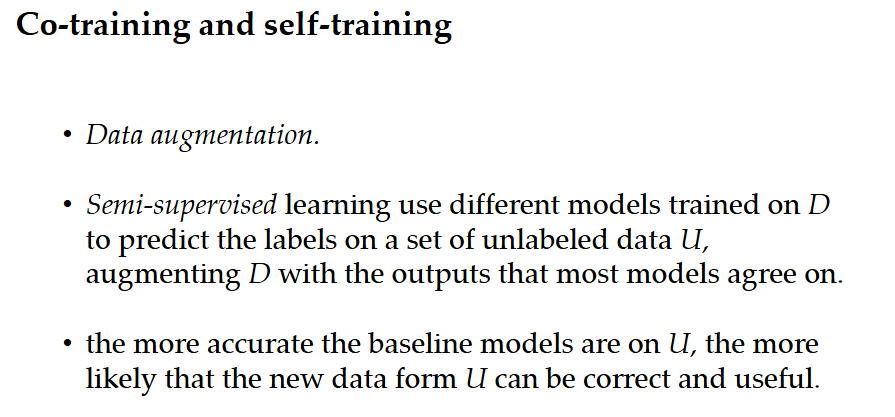 Co-training and self-training
• Data augmentation.
• Semi-supervised learning use different models trained on D
to predict the labels on a set of unlabeled data U,
augmenting D with the outputs that most models agree on.
• the more accurate the baseline models are on U, the more
likely that the new data form U can be correct and useful.